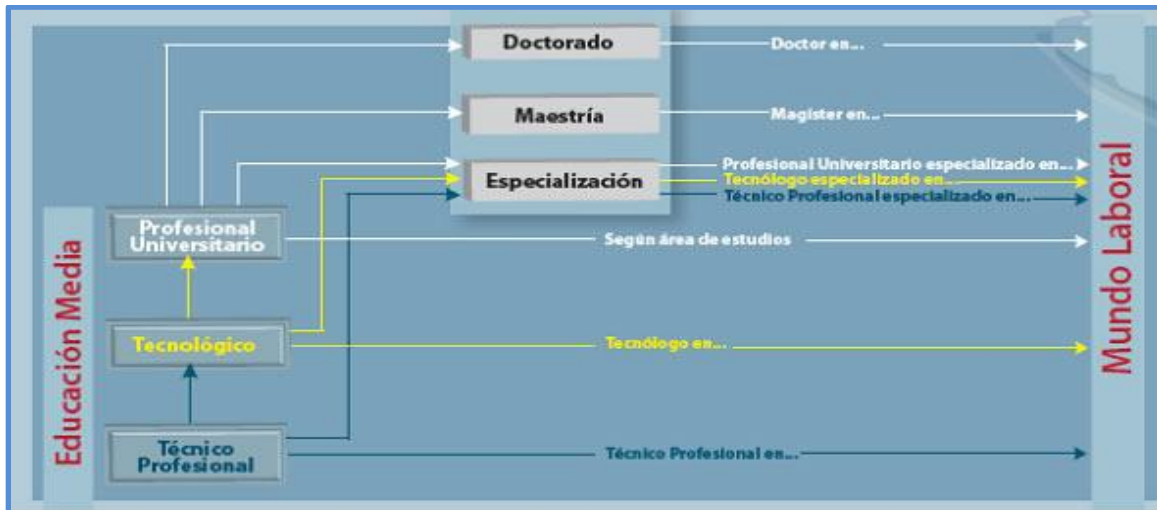 Doctorado
Doctor en...
Maestría
Magíster en...
Especialización
Profesional Universitario especializado en...
Tecnólogo especializado en...
Técnico Profesional especializado en...
Profesional
Universitario
Según área de estudios
Tecnológico
Tecnólogo en...
Técnico
Profesional
Técnico Profesional en...
Educación Media
Mundo Laboral